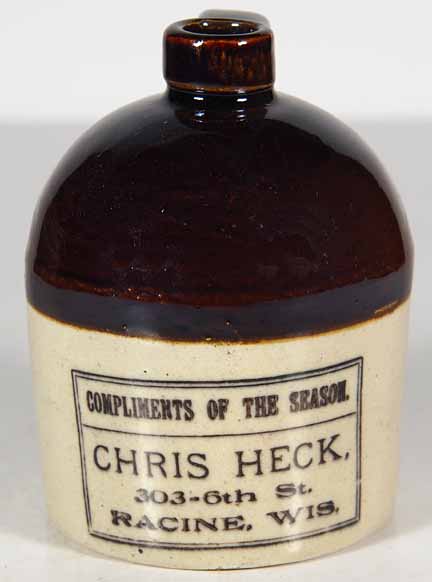 COMPLIMENTS OF THE SEASON.
CHRIS HECK,
303-6th St.
RACINE, WIS.